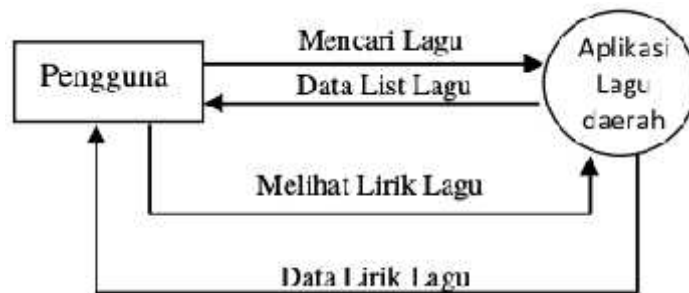 Mencari Lagu
Pengguna
Data List Lagu
Aplikasi
Lagu
daerah
Melihat Lirik Lagu
Data Lirik Lagu